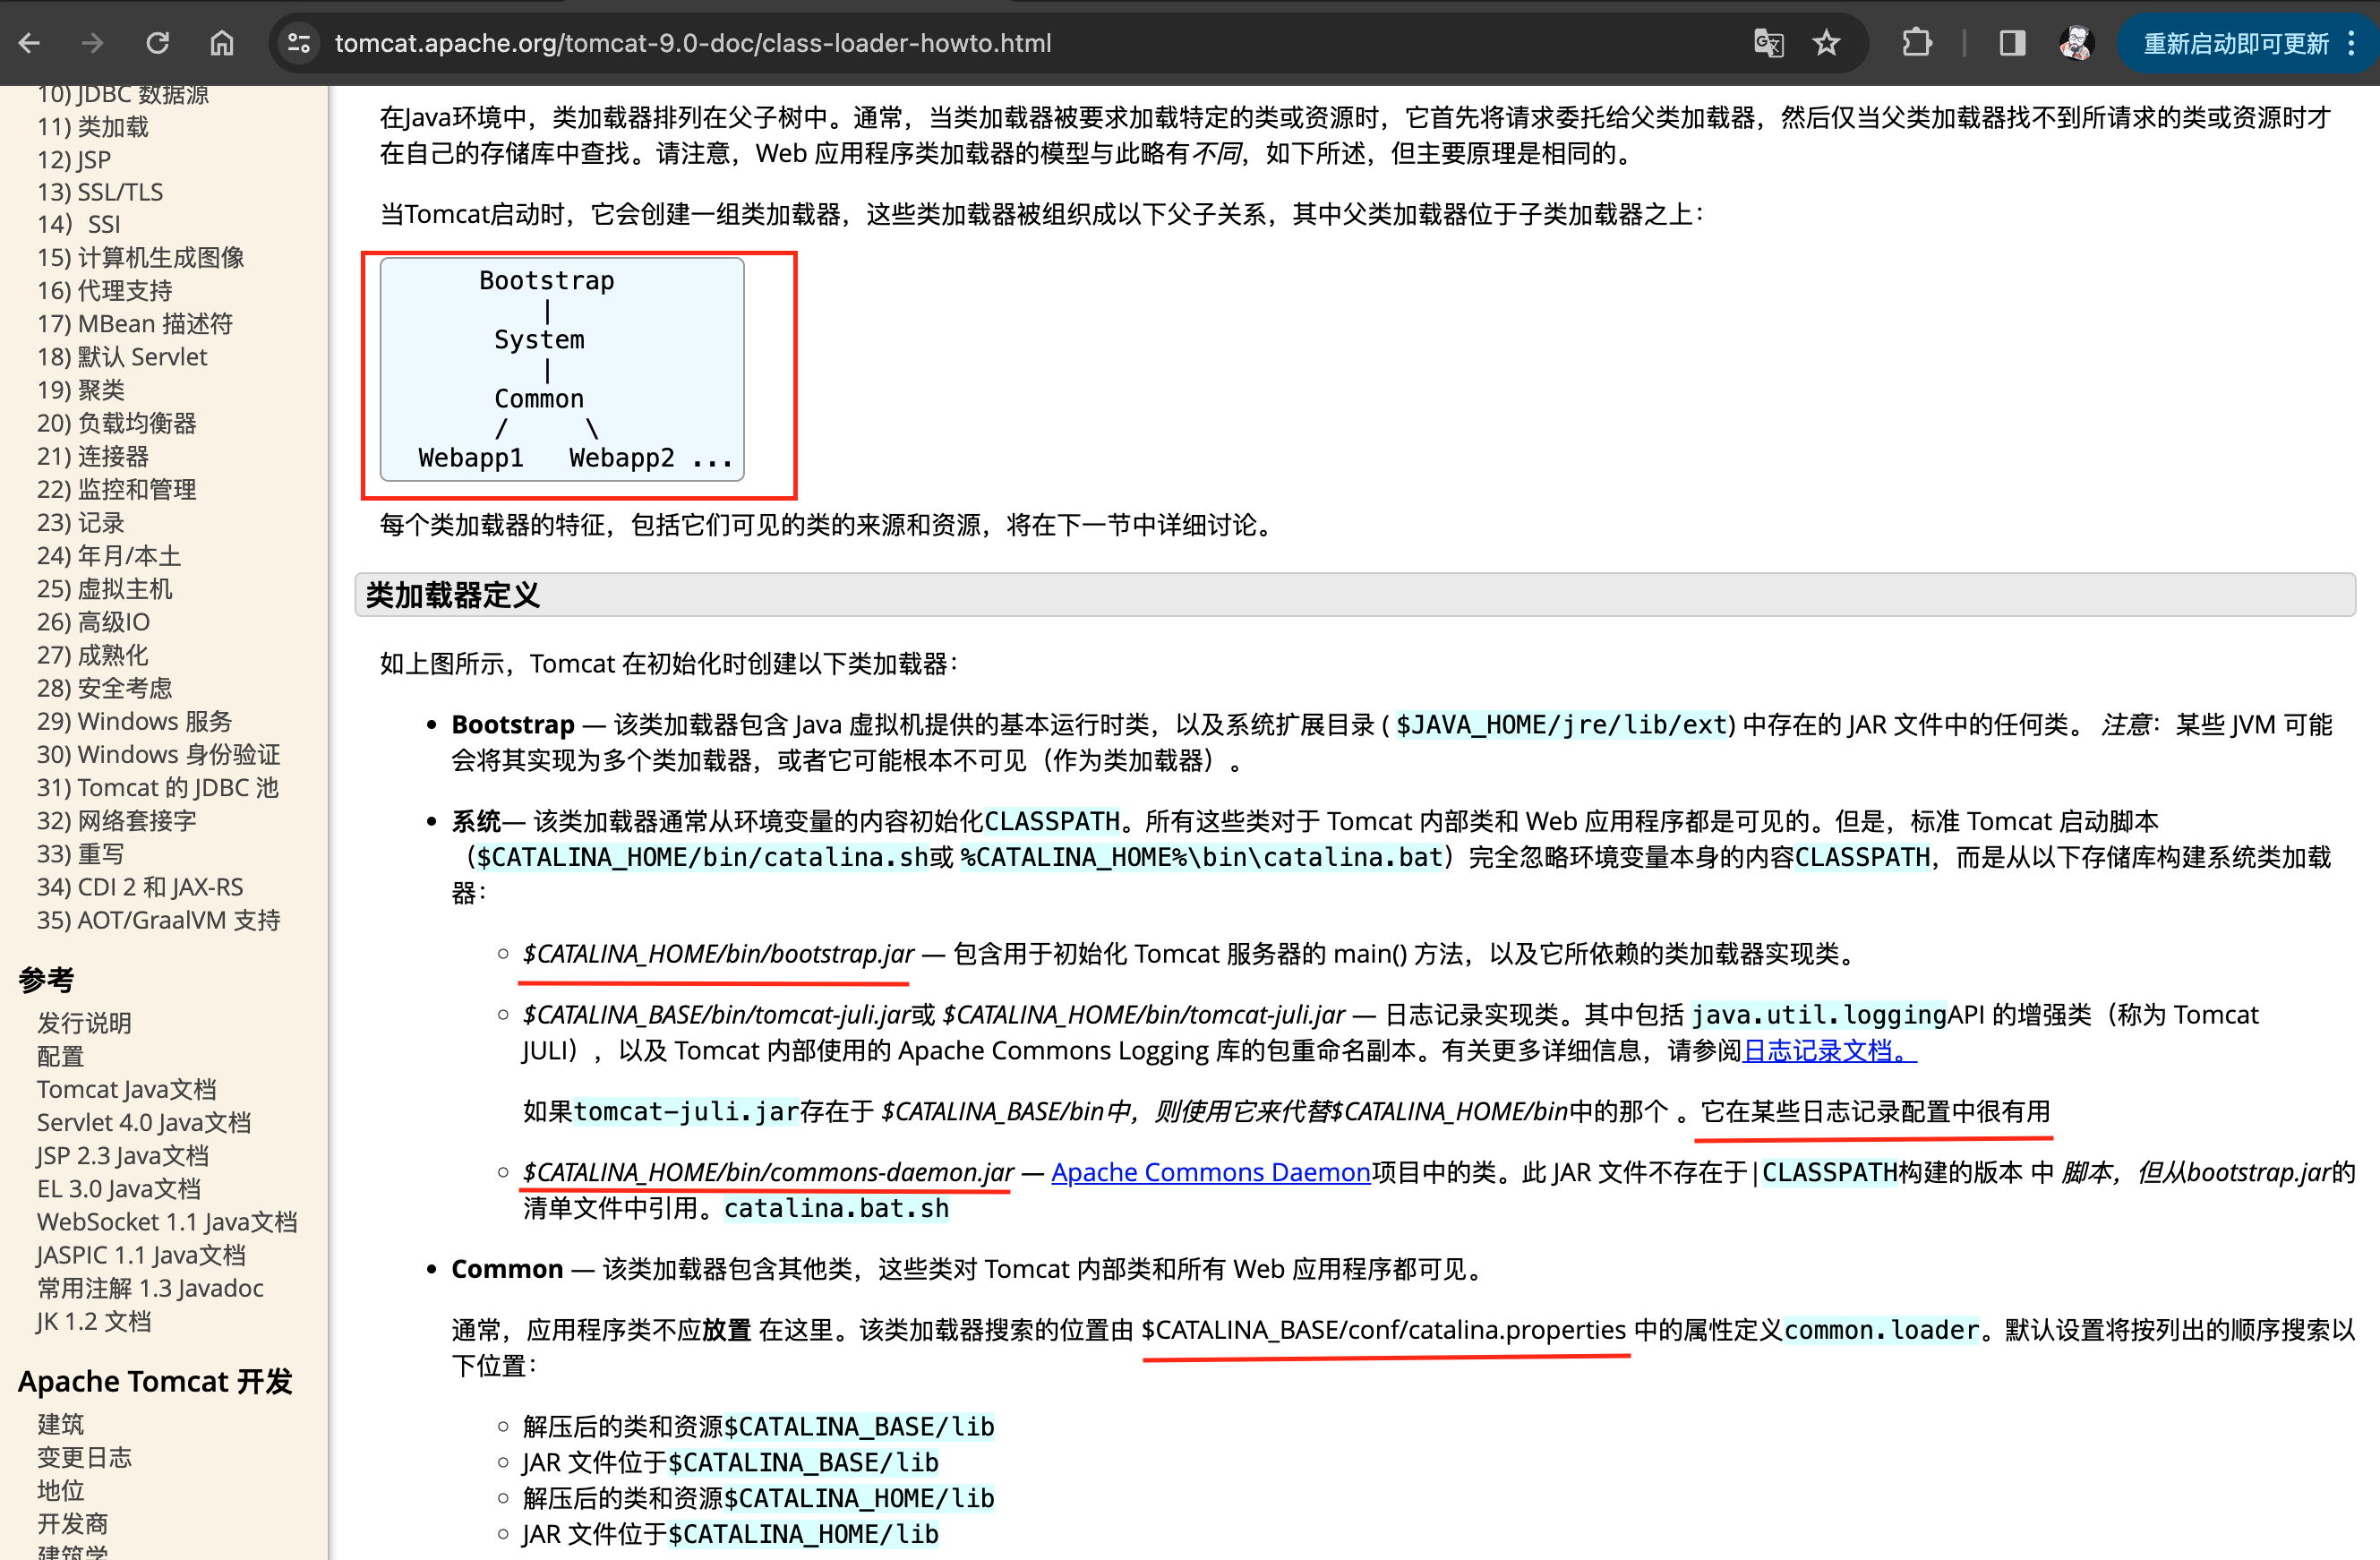 tomcat.apache.org/tomcat-9.0-doc/class-loader-howto.html
重新启动即可更新
10) JDBC 数据源
11) 类加载
12) JSP
13) SSL/TLS
14）SSI
15) 计算机生成图像
16) 代理支持
17) MBean 描述符
18) 默认 Servlet
19) 聚类
20) 负载均衡器
21) 连接器
22) 监控和管理
23) 记录
24) 年月/本土
25) 虚拟主机
26) 高级IO
27) 成熟化
28) 安全考虑
29) Windows 服务
30) Windows 身份验证
31) Tomcat 的 JDBC 池
32) 网络套接字
33) 重写
34) CDI 2 和 JAX-RS
35) AOT/GraalVM 支持
参考
发行说明
配置
Tomcat Java文档
Servlet 4.0 Java文档
JSP 2.3 Java文档
EL 3.0 Java文档
WebSocket 1.1 Java文档
JASPIC 1.1 Java文档
常用注解 1.3 Javadoc
JK 1.2 文档
Apache Tomcat 开发
建筑
变更日志
地位
开发商
建筑学
在Java环境中，类加载器排列在父子树中。通常，当类加载器被要求加载特定的类或资源时，它首先将请求委托给父类加载器，然后仅当父类加载器找不到所请求的类或资源时才
在自己的存储库中查找。请注意，Web 应用程序类加载器的模型与此略有不同，如下所述，但主要原理是相同的。
当Tomcat启动时，它会创建一组类加载器，这些类加载器被组织成以下父子关系，其中父类加载器位于子类加载器之上：
Bootstrap
|
System
|
Common
/ \
Webapp1 Webapp2 ...
每个类加载器的特征，包括它们可见的类的来源和资源，将在下一节中详细讨论。
类加载器定义
如上图所示，Tomcat 在初始化时创建以下类加载器：
• Bootstrap — 该类加载器包含 Java 虚拟机提供的基本运行时类，以及系统扩展目录 ( $JAVA_HOME/jre/lib/ext) 中存在的 JAR 文件中的任何类。 注意：某些 JVM 可能
会将其实现为多个类加载器，或者它可能根本不可见（作为类加载器）。
• 系统— 该类加载器通常从环境变量的内容初始化CLASSPATH。所有这些类对于 Tomcat 内部类和 Web 应用程序都是可见的。但是，标准 Tomcat 启动脚本
（$CATALINA_HOME/bin/catalina.sh或 %CATALINA_HOME%\bin\catalina.bat）完全忽略环境变量本身的内容CLASSPATH，而是从以下存储库构建系统类加载
器：
◦ $CATALINA_HOME/bin/bootstrap.jar — 包含用于初始化 Tomcat 服务器的 main() 方法，以及它所依赖的类加载器实现类。
◦ $CATALINA_BASE/bin/tomcat-juli.jar或 $CATALINA_HOME/bin/tomcat-juli.jar — 日志记录实现类。其中包括 java.util.loggingAPI 的增强类（称为 Tomcat
JULI），以及 Tomcat 内部使用的 Apache Commons Logging 库的包重命名副本。有关更多详细信息，请参阅日志记录文档。
如果tomcat-juli.jar存在于 $CATALINA_BASE/bin中，则使用它来代替$CATALINA_HOME/bin中的那个 。它在某些日志记录配置中很有用
◦ $CATALINA_HOME/bin/commons-daemon.jar — Apache Commons Daemon项目中的类。此 JAR 文件不存在于|CLASSPATH构建的版本 中 脚本，但从bootstrap.jar的
清单文件中引用。catalina.bat.sh
• Common — 该类加载器包含其他类，这些类对 Tomcat 内部类和所有 Web 应用程序都可见。
通常，应用程序类不应放置 在这里。该类加载器搜索的位置由 $CATALINA_BASE/conf/catalina.properties 中的属性定义common.loader。默认设置将按列出的顺序搜索以
下位置：
◦ 解压后的类和资源$CATALINA_BASE/lib
◦ JAR 文件位于$CATALINA_BASE/lib
◦ 解压后的类和资源$CATALINA_HOME/lib
◦ JAR 文件位于$CATALINA_HOME/lib